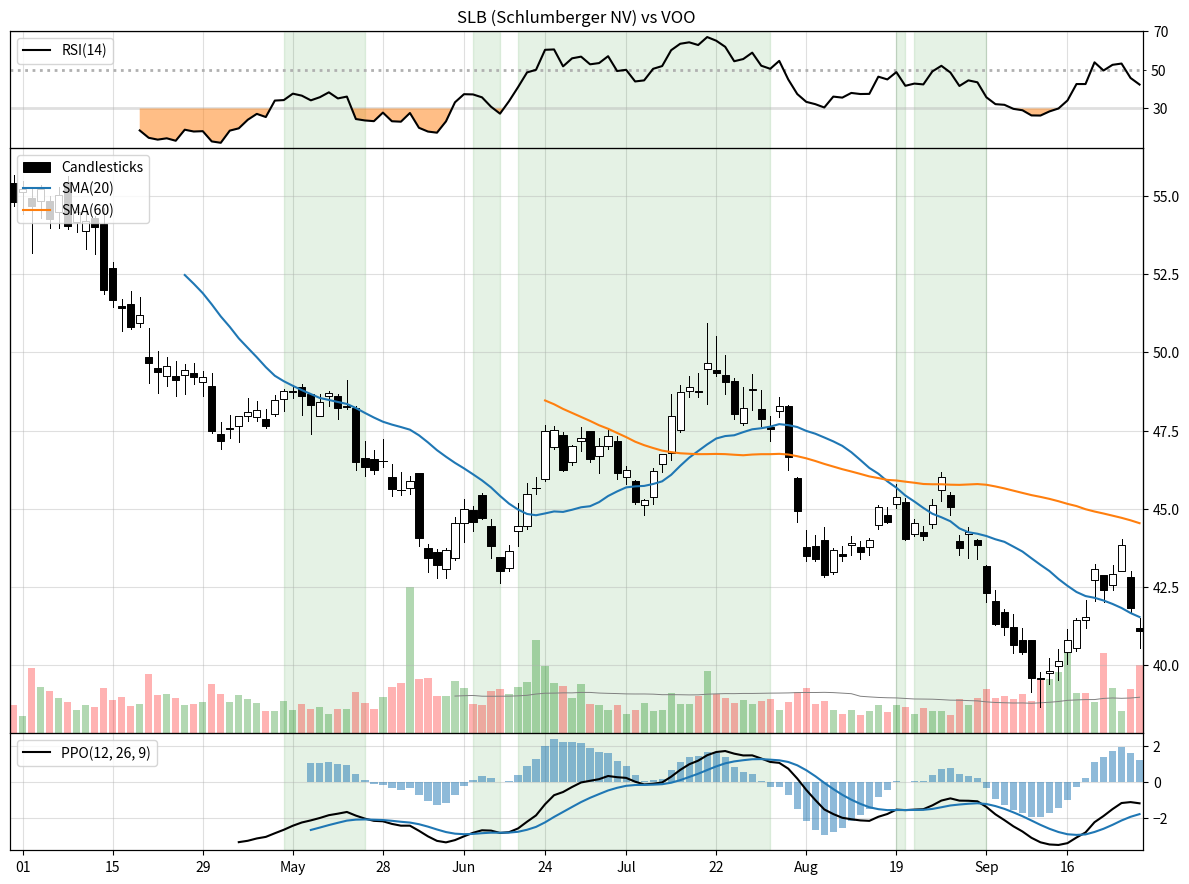 SLB (Schlumberger NV) vs VOO
RSI(14)
70
50
30
Candlesticks
SMA(20)
SMA(60)
55.0
52.5
50.0
47.5
45.0
42.5
40.0
PPO(12, 26, 9)
2
0
−2
01 15 29 May 28 Jun 24 Jul 22 Aug 19 Sep 16